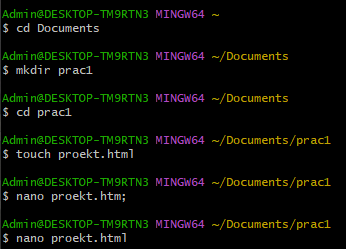 Admin@DESKTOP-TM9RTN3 MINGW64 ~
$ cd Documents
Admin@DESKTOP-TM9RTN3 MINGW64 ~/Documents
$ mkdir prac1
Admin@DESKTOP-TM9RTN3 MINGW64 ~/Documents
$ cd prac1
Admin@DESKTOP-TM9RTN3 MINGW64 ~/Documents/prac1
$ touch proekt.html
Admin@DESKTOP-TM9RTN3 MINGW64 ~/Documents/prac1
$ nano proekt.htm;
Admin@DESKTOP-TM9RTN3 MINGW64 ~/Documents/prac1
$ nano proekt.html